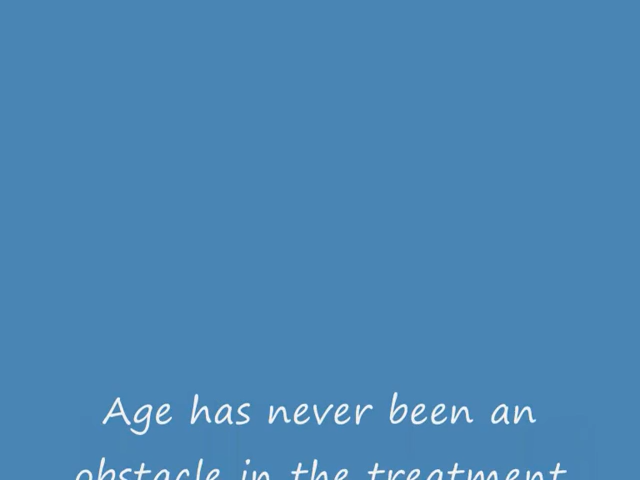 Age has never been an
obstacle in the treatment